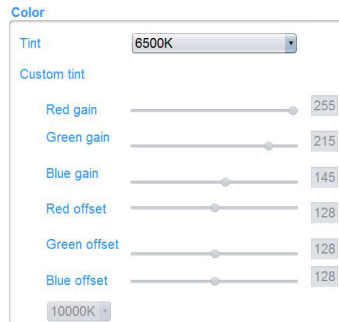 Color
Tint 6500K
Custom tint
Red gain 255
Green gain 215
Blue gain 145
Red offset 128
Green offset 128
Blue offset 128
10000K